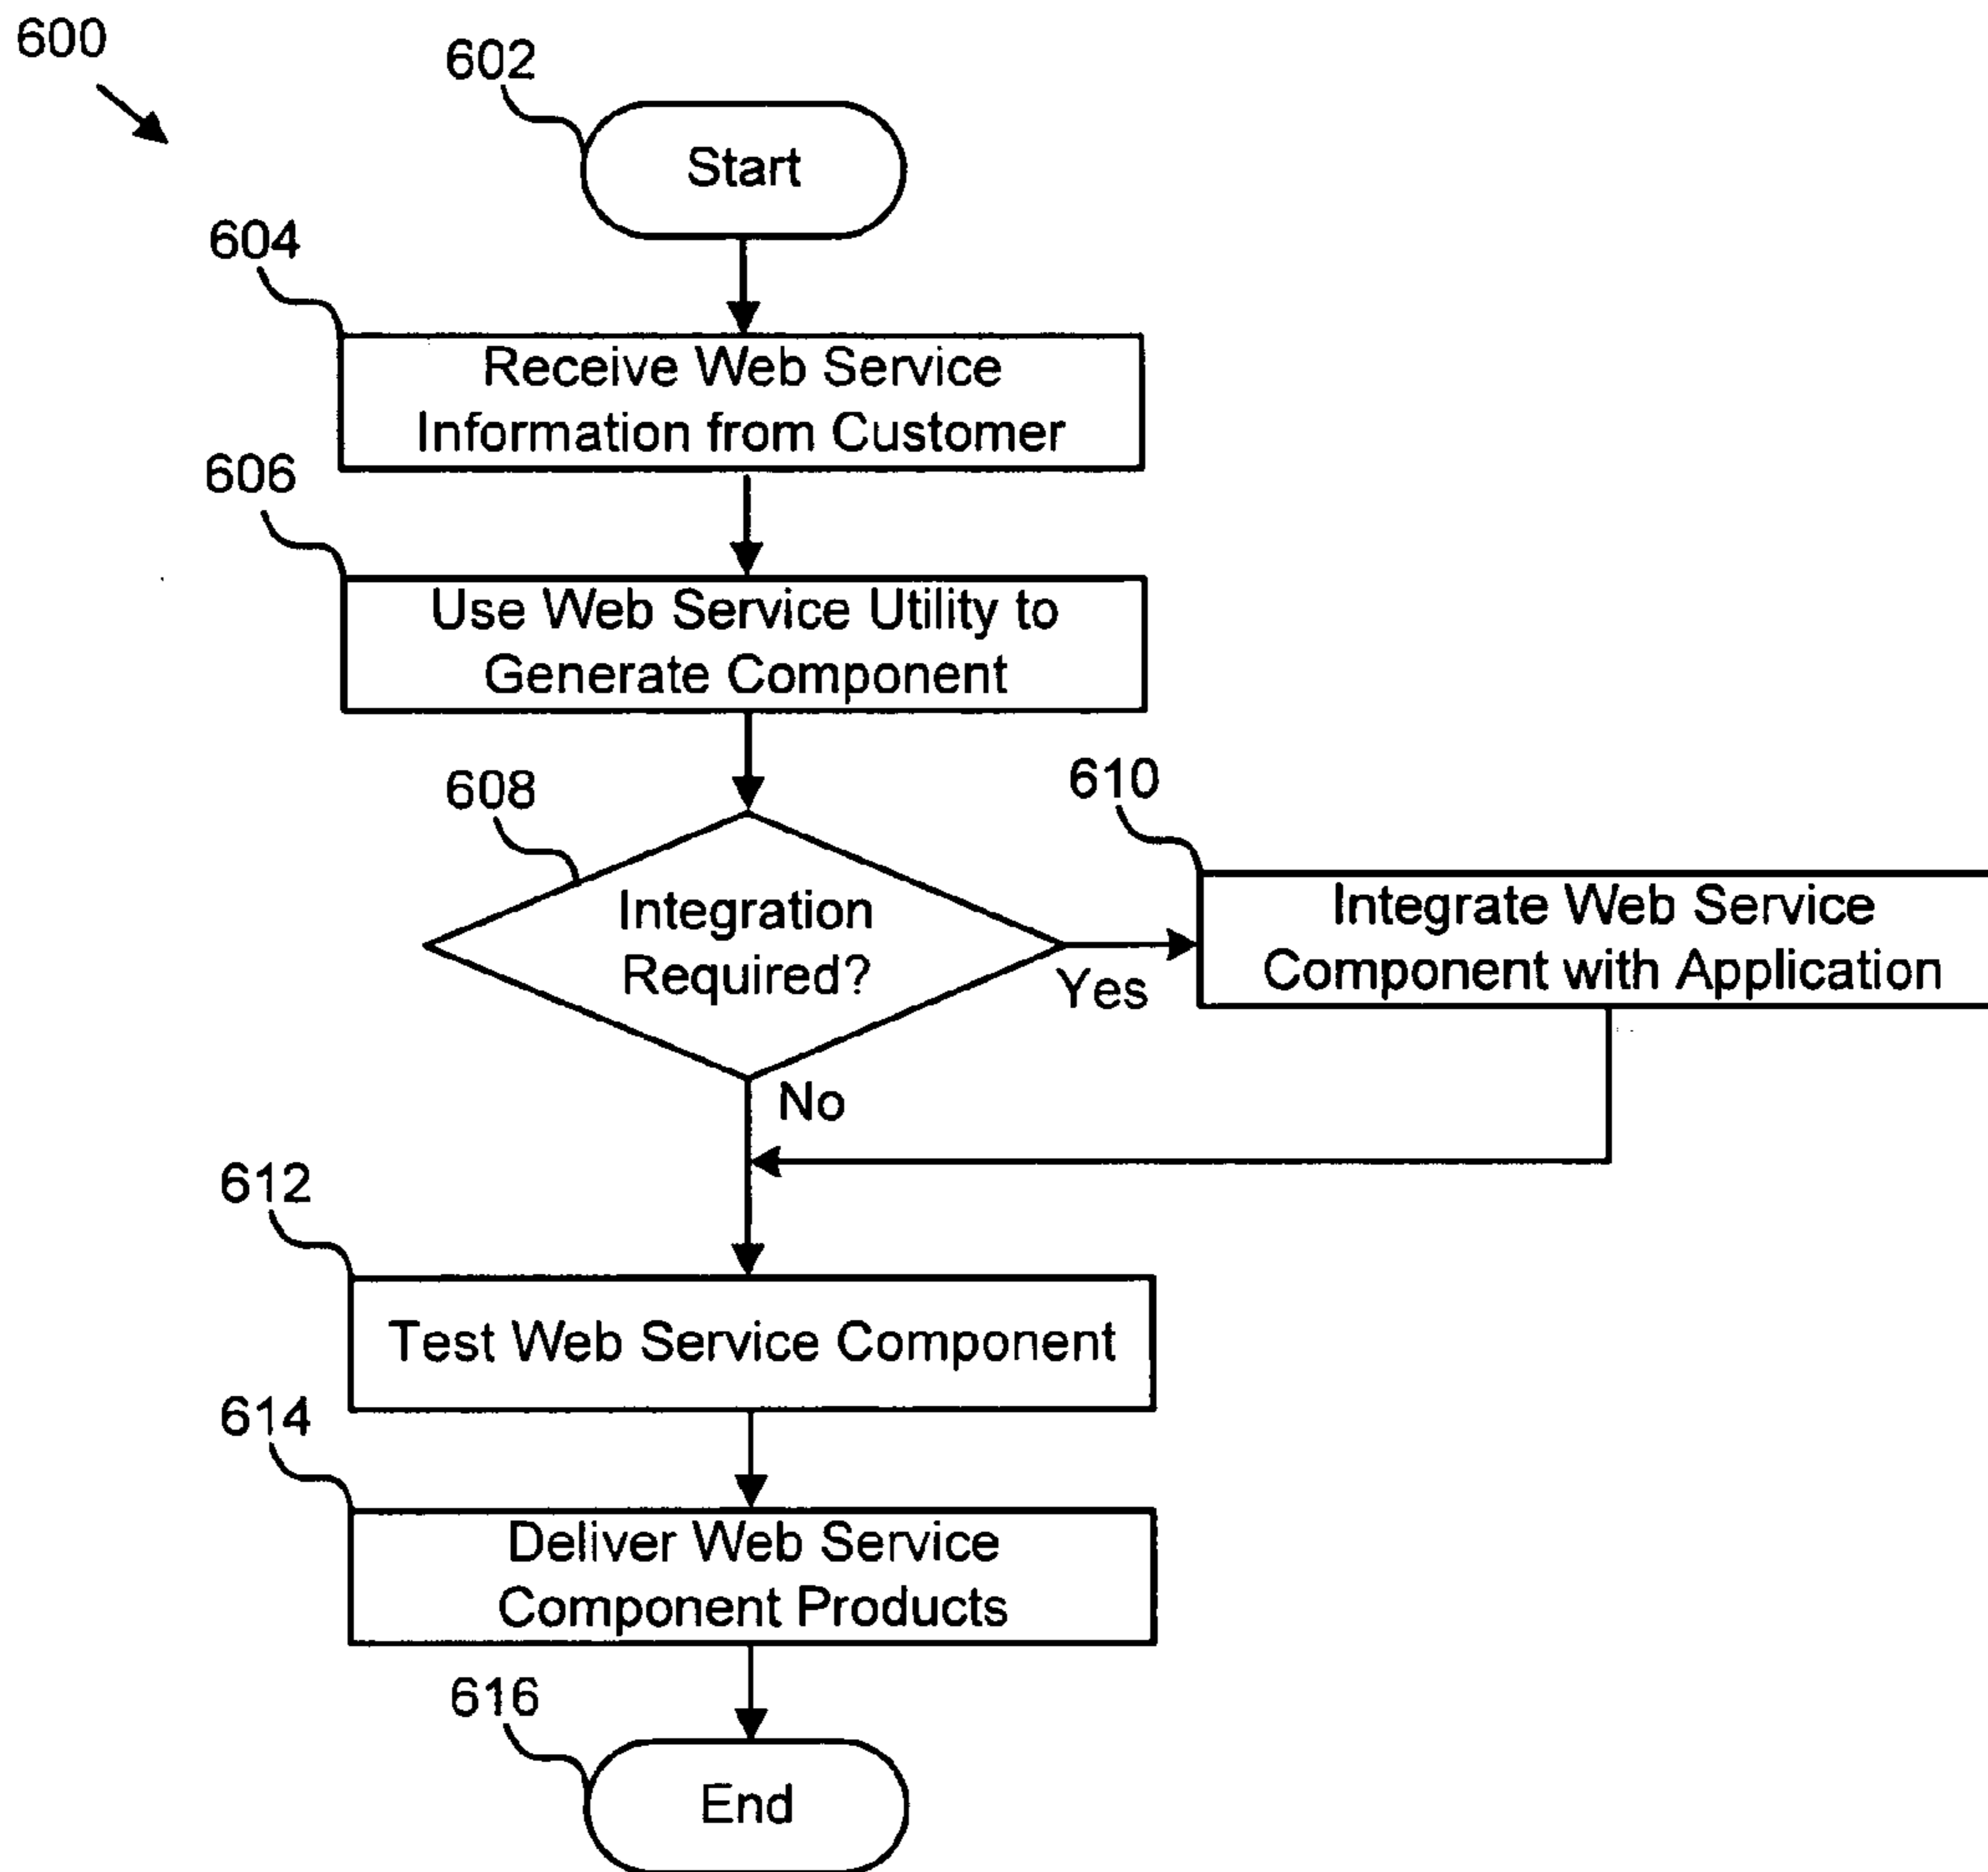 600
602
Start
604
Receive Web Service
Information from Customer
606
Use Web Service Utility to
Generate Component
608
Integration
Required?
Yes
610
Integrate Web Service
Component with Application
No
612
Test Web Service Component
614
Deliver Web Service
Component Products
616
End